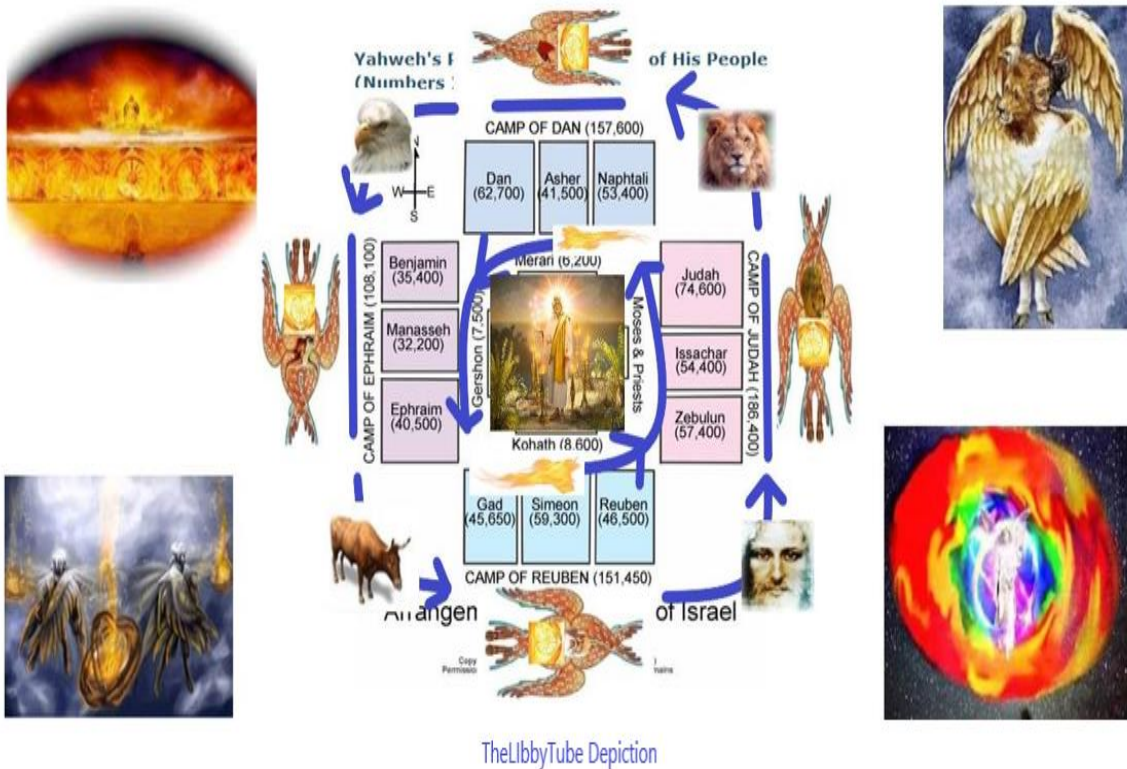 Yahweh's of His People
(Numbers
CAMP OF DAN (157,600)
Dan
(62,700)
Asher
(41,500)
Naphtali
(53,400)
N
W E
S
CAMP OF EPHRAIM (108,100)
Benjamin
(35,400)
Manasseh
(32,200)
Ephraim
(40,500)
Gershon (7,500)
Merari (6,200)
Moses & Priests
Kohath (8,600)
Judah
(74,600)
Issachar
(54,400)
Zebulun
(57,400)
CAMP OF JUDAH (186,400)
Gad
(45,650)
Simeon
(59,300)
Reuben
(46,500)
CAMP OF REUBEN (151,450)
of Israel
TheLIbbyTube Depiction